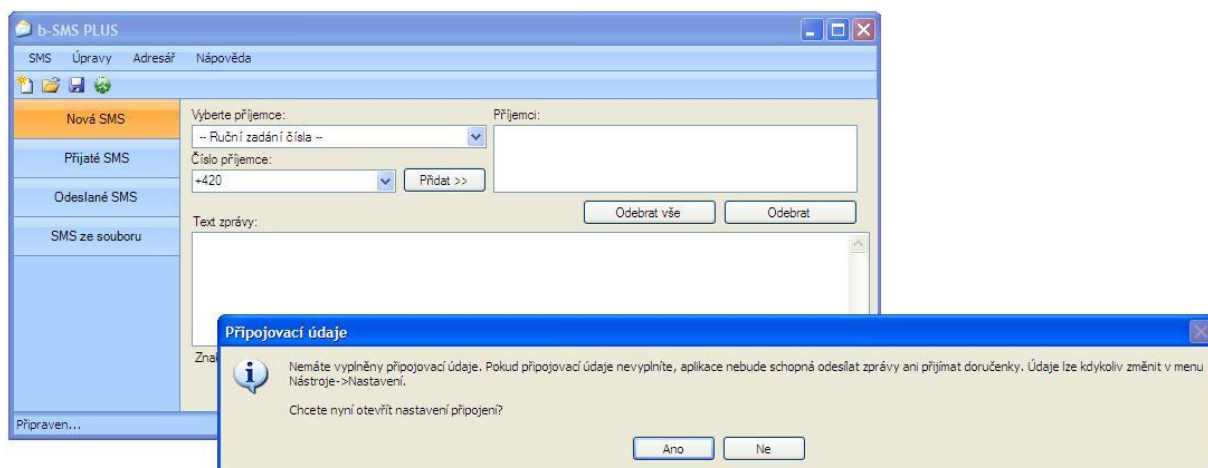 b-SMS PLUS
SMS Úpravy Adresář Nápověda
Nová SMS
Přijaté SMS
Odeslané SMS
SMS ze souboru
Vyberte příjemce:
-- Ruční zadání čísla --
Číslo příjemce:
+420
Přidat >>
Příjemci:
Odebrat vše Odebrat
Text zprávy:
Připojovací údaje
Nemáte vyplněny připojovací údaje. Pokud připojovací údaje nevyplníte, aplikace nebude schopná odesílat zprávy ani přijímat doručenky. Údaje lze kdykoliv změnit v menu
Nástroje->Nastavení.
Chcete nyní otevřít nastavení připojení?
Ano Ne
Připraven...